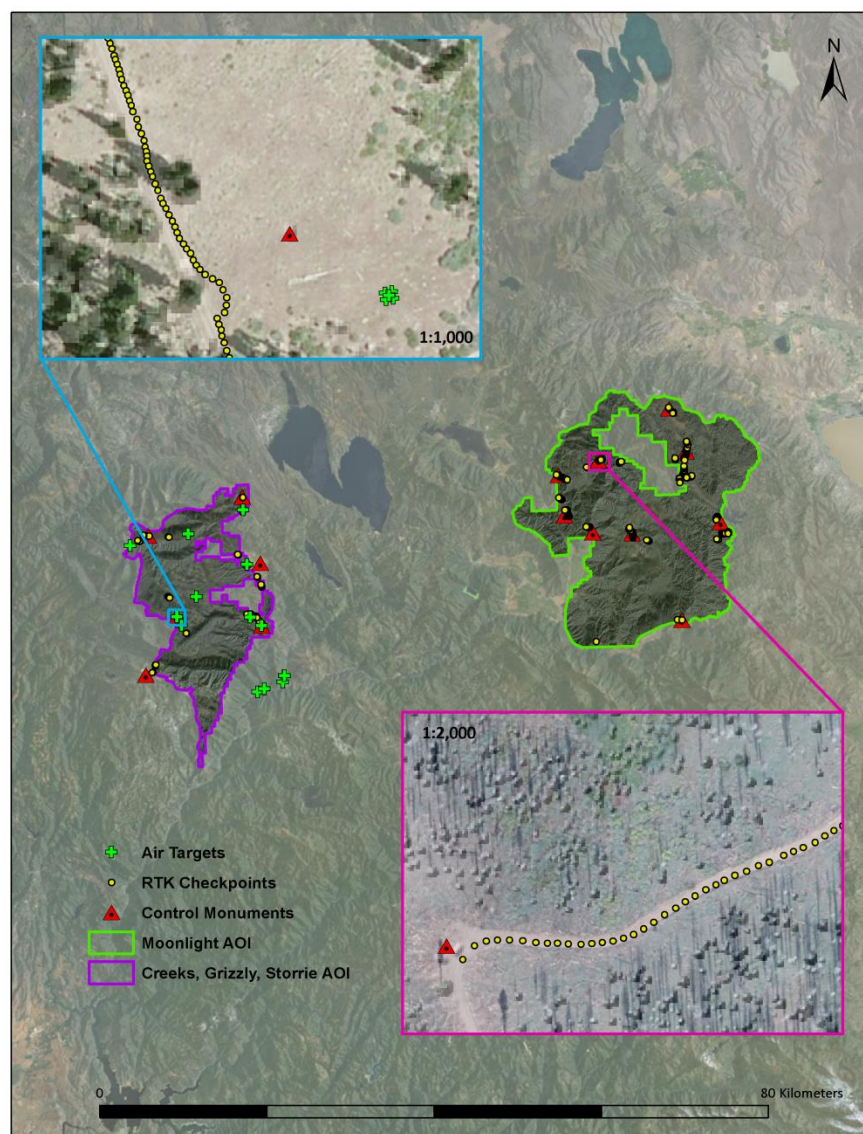 N
1:1,000
1:2,000
Air Targets
RTK Checkpoints
Control Monuments
Moonlight AOI
Creeks, Grizzly, Storrie AOI
0
80 Kilometers